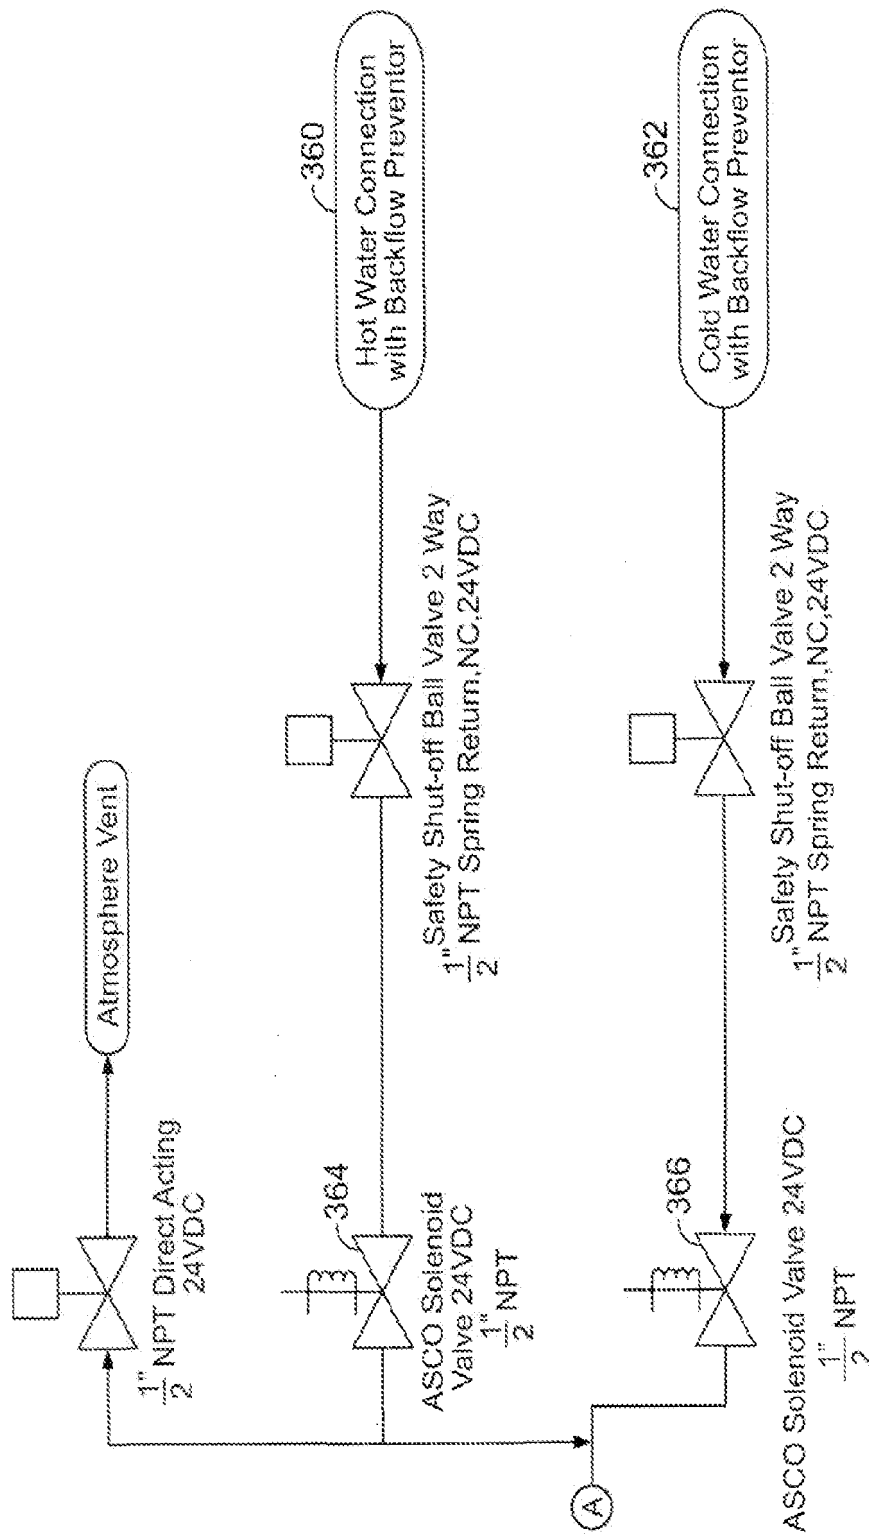 Atmosphere Vent
1"
2
NPT Direct Acting
24VDC
360
Hot Water Connection
with Backflow Preventor
Safety Shut-off Ball Valve 2 Way
1"
2
NPT Spring Return,NC,24VDC
364
ASCO Solenoid
Valve 24VDC
1"
2
NPT
362
Cold Water Connection
with Backflow Preventor
Safety Shut-off Ball Valve 2 Way
1"
2
NPT Spring Return,NC,24VDC
366
ASCO Solenoid Valve 24VDC
1"
2
NPT
A